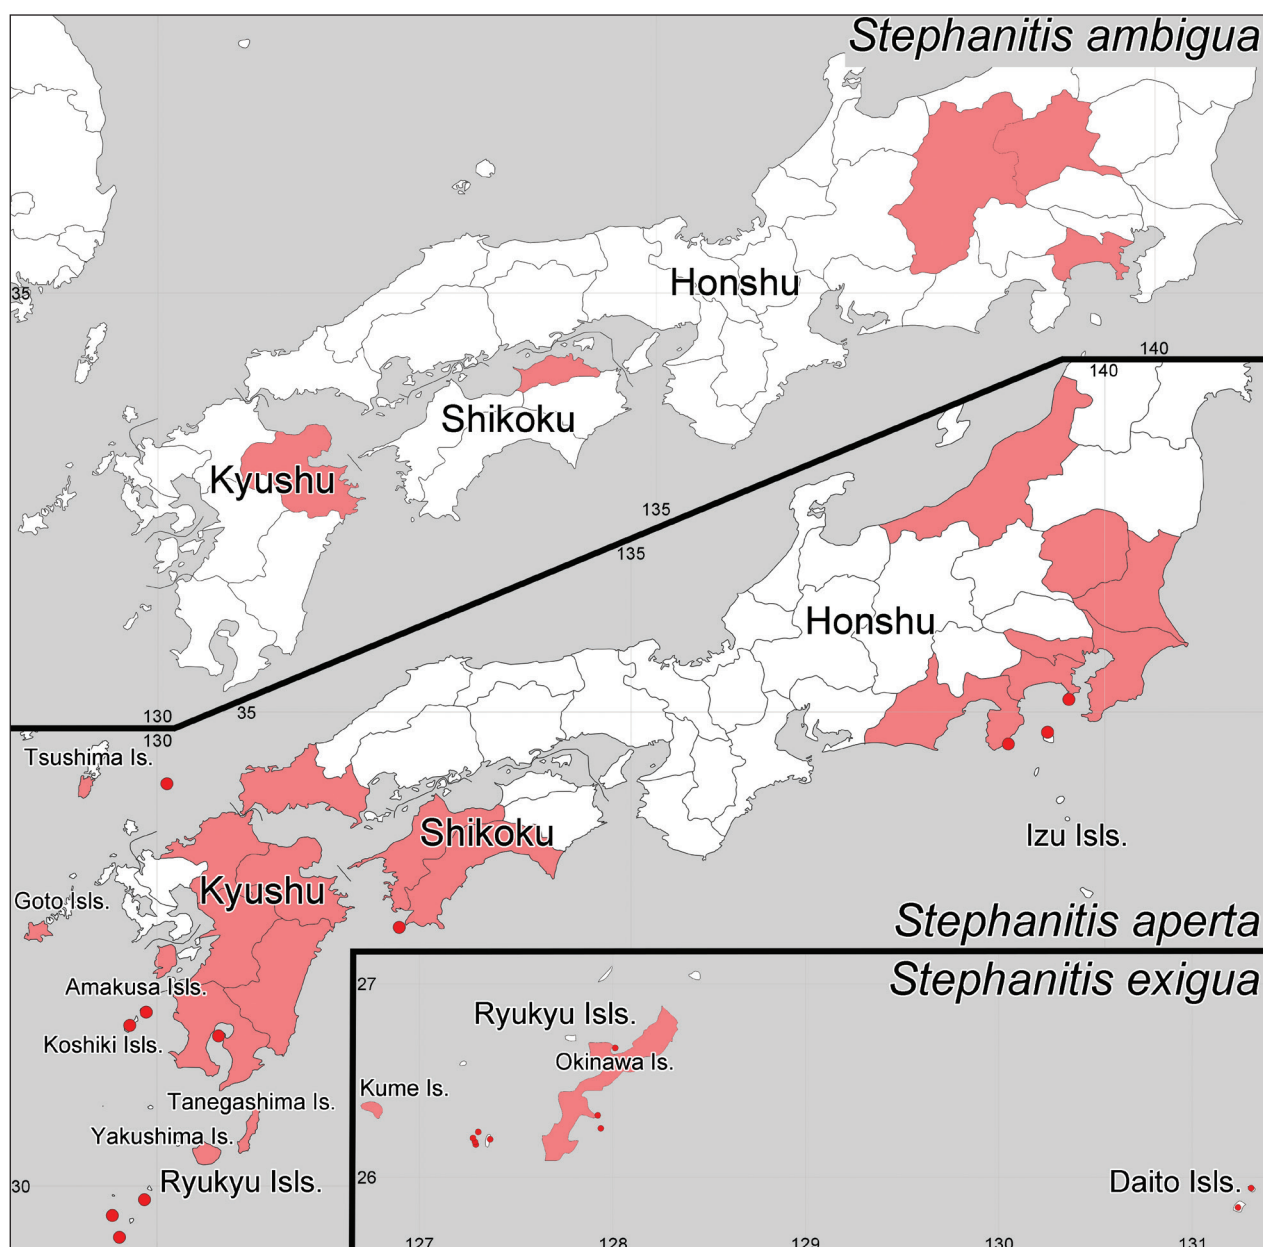 Stephanitis ambigua
Honshu
35
140
140
Shikoku
Kyushu
135
135
Honshu
130
35
130
Tsushima Is.
Shikoku
Izu Isls.
Kyushu
Goto Isls.
Stephanitis aperta
Stephanitis exigua
27
Amakusa Isls.
Ryukyu Isls.
Koshiki Isls.
Okinawa Is.
Kume Is.
Tanegashima Is.
Yakushima Is.
26
30
Ryukyu Isls.
Daito Isls.
127
128
129
130
131